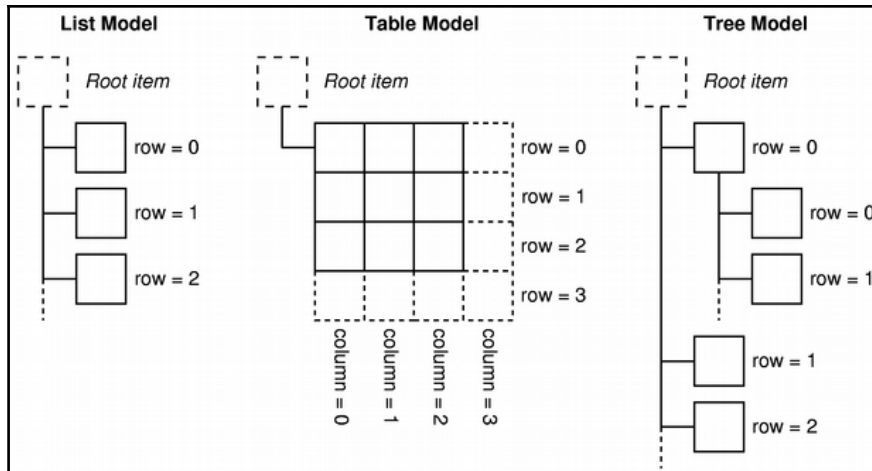 List Model
Root item
row = 0
row = 1
row = 2
Table Model
Root item
row = 0
row = 1
row = 2
row = 3
column = 0
column = 1
column = 2
column = 3
Tree Model
Root item
row = 0
row = 0
row = 1
row = 1
row = 2